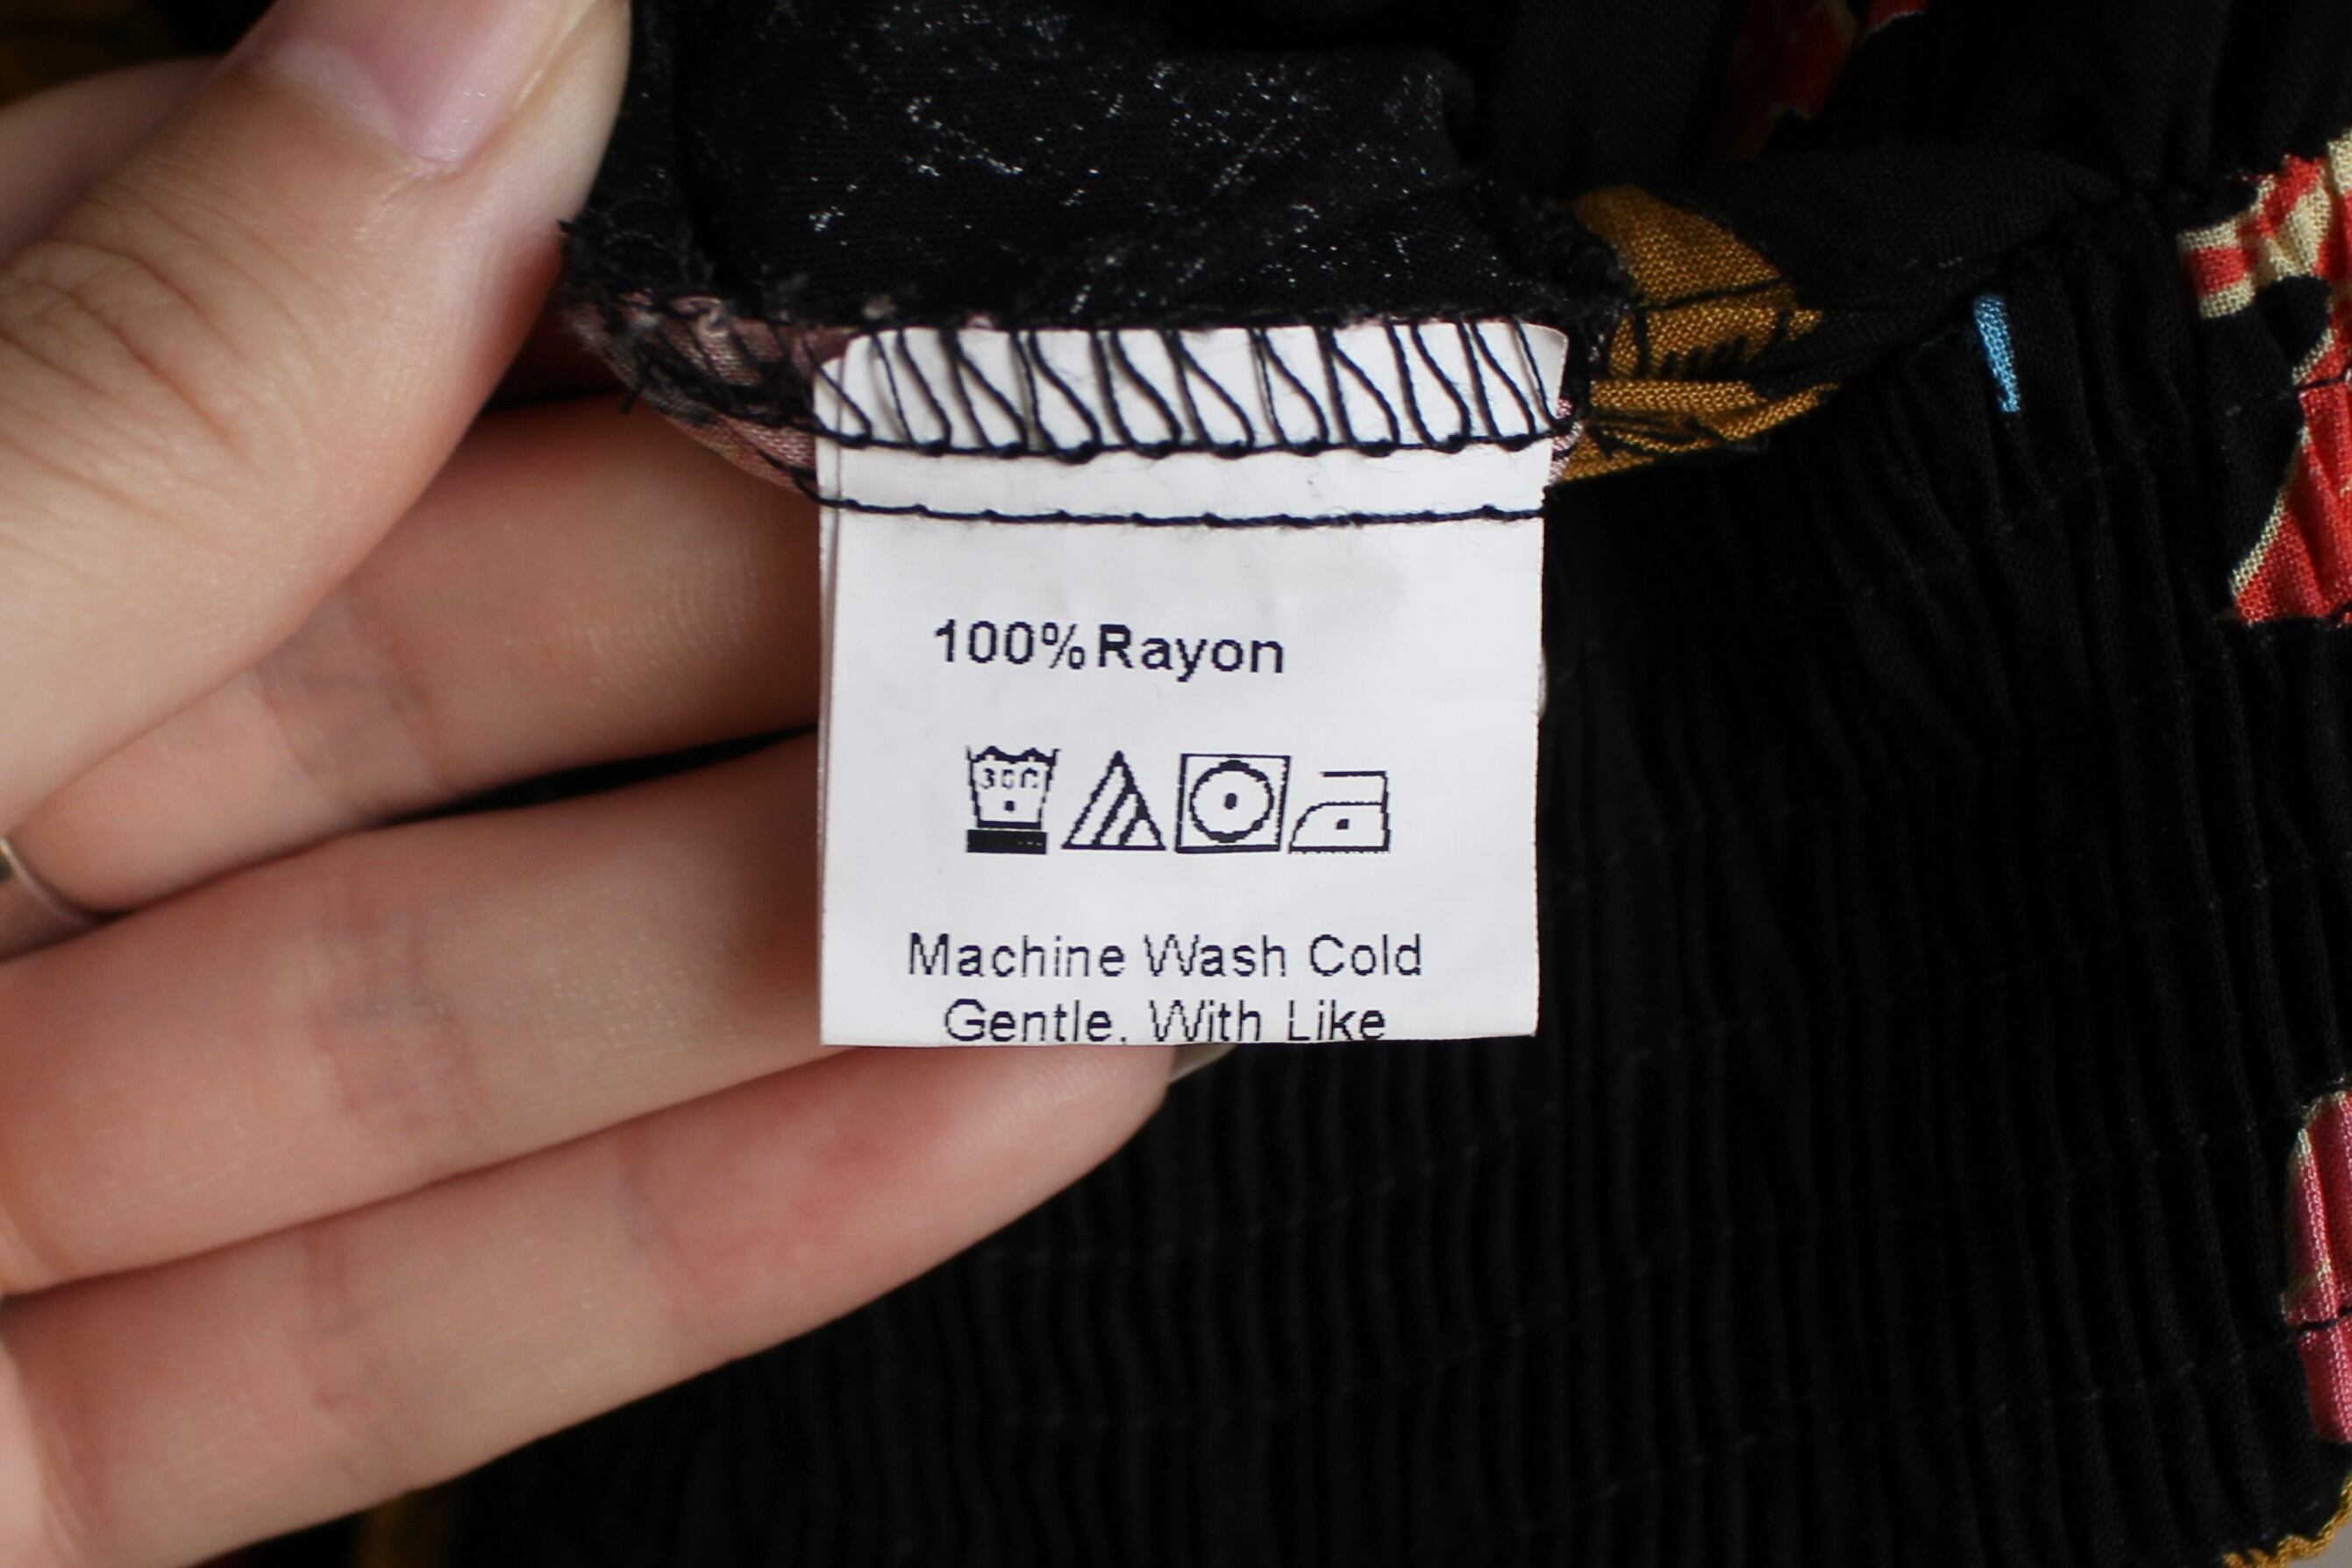 100% Rayon
30C
Machine Wash Cold
Gentle, With Like